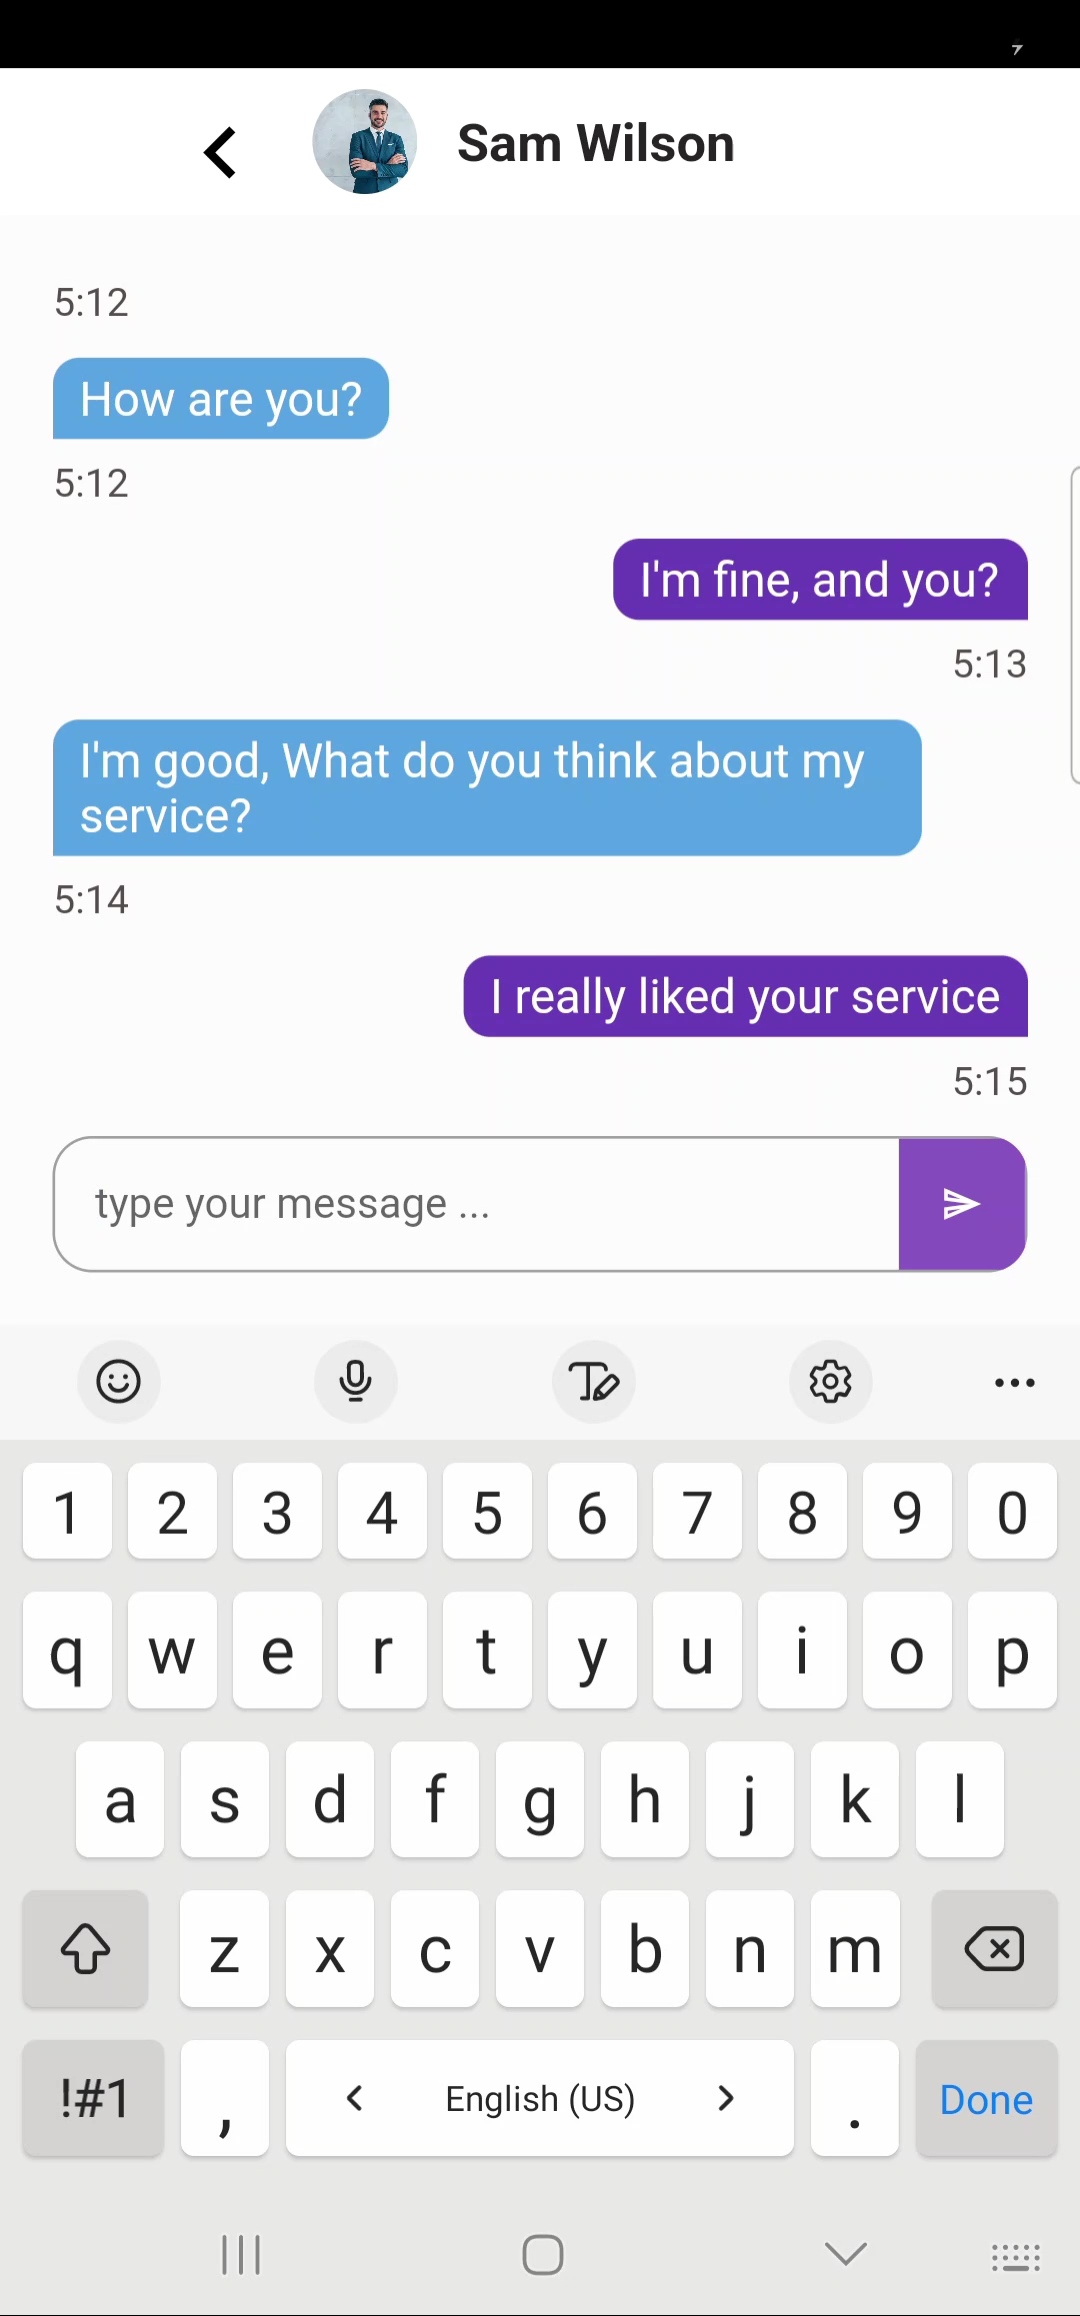 Sam Wilson
5:12
How are you?
5:12
I'm fine, and you?
5:13
I'm good, What do you think about my
service?
5:14
I really liked your service
5:15
type your message ...
1 2 3 4 5 6 7 8 9 0
q w e r t y u i o p
a s d f g h j k l
z x c v b n m
!#1 , English (US) . Done